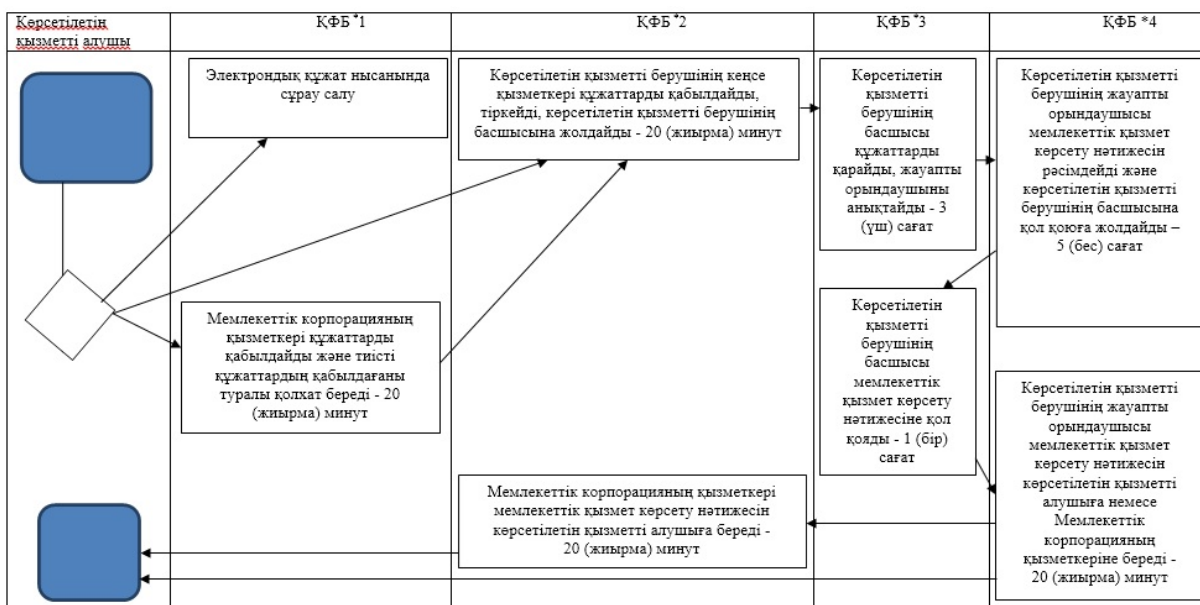 Көрсетілетін
қызметті алушы
ҚФБ *1
ҚФБ *2
ҚФБ *3
ҚФБ *4
Электрондық құжат нысанында
сұрау салу
Көрсетілетін қызметті берушінің кеңсе
қызметкері құжаттарды қабылдайды,
тіркейді, көрсетілетін қызметті берушінің
басшысына жолдайды - 20 (жиырма) минут
Көрсетілетін
қызметті
берушінің
басшысы
құжаттарды
қарайды, жауапты
орындаушыны
анықтайды - 3
(үш) сағат
Көрсетілетін қызметті
берушінің жауапты
орындаушысы
мемлекеттік қызмет
көрсету нәтижесін
рәсімдейді және
көрсетілетін қызметті
берушінің басшысына
қол қоюға жолдайды –
5 (бес) сағат
Мемлекеттік корпорацияның
қызметкері құжаттарды
қабылдайды және тиісті
құжаттардың қабылдағаны
туралы қолхат береді - 20
(жиырма) минут
Көрсетілетін
қызметті
берушінің
басшысы
мемлекеттік
қызмет көрсету
нәтижесіне қол
қояды - 1 (бір)
сағат
Көрсетілетін қызметті
берушінің жауапты
орындаушысы
мемлекеттік қызмет
көрсету нәтижесін
көрсетілетін қызметті
алушыға немесе
Мемлекеттік
корпорацияның
қызметкеріне береді -
20 (жиырма) минут
Мемлекеттік корпорацияның қызметкері
мемлекеттік қызмет көрсету нәтижесін
көрсетілетін қызметті алушыға береді -
20 (жиырма) минут